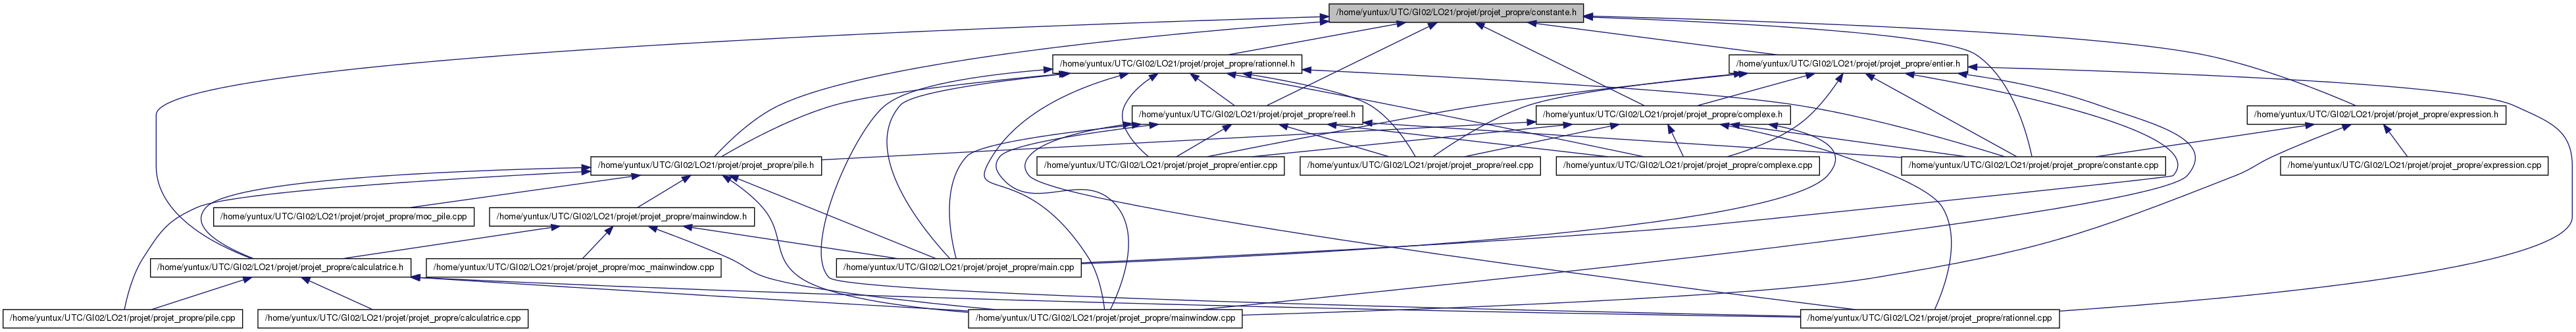 /home/yuntux/UTC/GI02/LO21/projet/projet_propre/constante.h
/home/yuntux/UTC/GI02/LO21/projet/projet_propre/rationnel.h
/home/yuntux/UTC/GI02/LO21/projet/projet_propre/entier.h
/home/yuntux/UTC/GI02/LO21/projet/projet_propre/reel.h
/home/yuntux/UTC/GI02/LO21/projet/projet_propre/complexe.h
/home/yuntux/UTC/GI02/LO21/projet/projet_propre/expression.h
/home/yuntux/UTC/GI02/LO21/projet/projet_propre/pile.h
/home/yuntux/UTC/GI02/LO21/projet/projet_propre/entier.cpp
/home/yuntux/UTC/GI02/LO21/projet/projet_propre/reel.cpp
/home/yuntux/UTC/GI02/LO21/projet/projet_propre/complexe.cpp
/home/yuntux/UTC/GI02/LO21/projet/projet_propre/constante.cpp
/home/yuntux/UTC/GI02/LO21/projet/projet_propre/expression.cpp
/home/yuntux/UTC/GI02/LO21/projet/projet_propre/moc_pile.cpp
/home/yuntux/UTC/GI02/LO21/projet/projet_propre/mainwindow.h
/home/yuntux/UTC/GI02/LO21/projet/projet_propre/calculatrice.h
/home/yuntux/UTC/GI02/LO21/projet/projet_propre/moc_mainwindow.cpp
/home/yuntux/UTC/GI02/LO21/projet/projet_propre/main.cpp
/home/yuntux/UTC/GI02/LO21/projet/projet_propre/pile.cpp
/home/yuntux/UTC/GI02/LO21/projet/projet_propre/calculatrice.cpp
/home/yuntux/UTC/GI02/LO21/projet/projet_propre/mainwindow.cpp
/home/yuntux/UTC/GI02/LO21/projet/projet_propre/rationnel.cpp